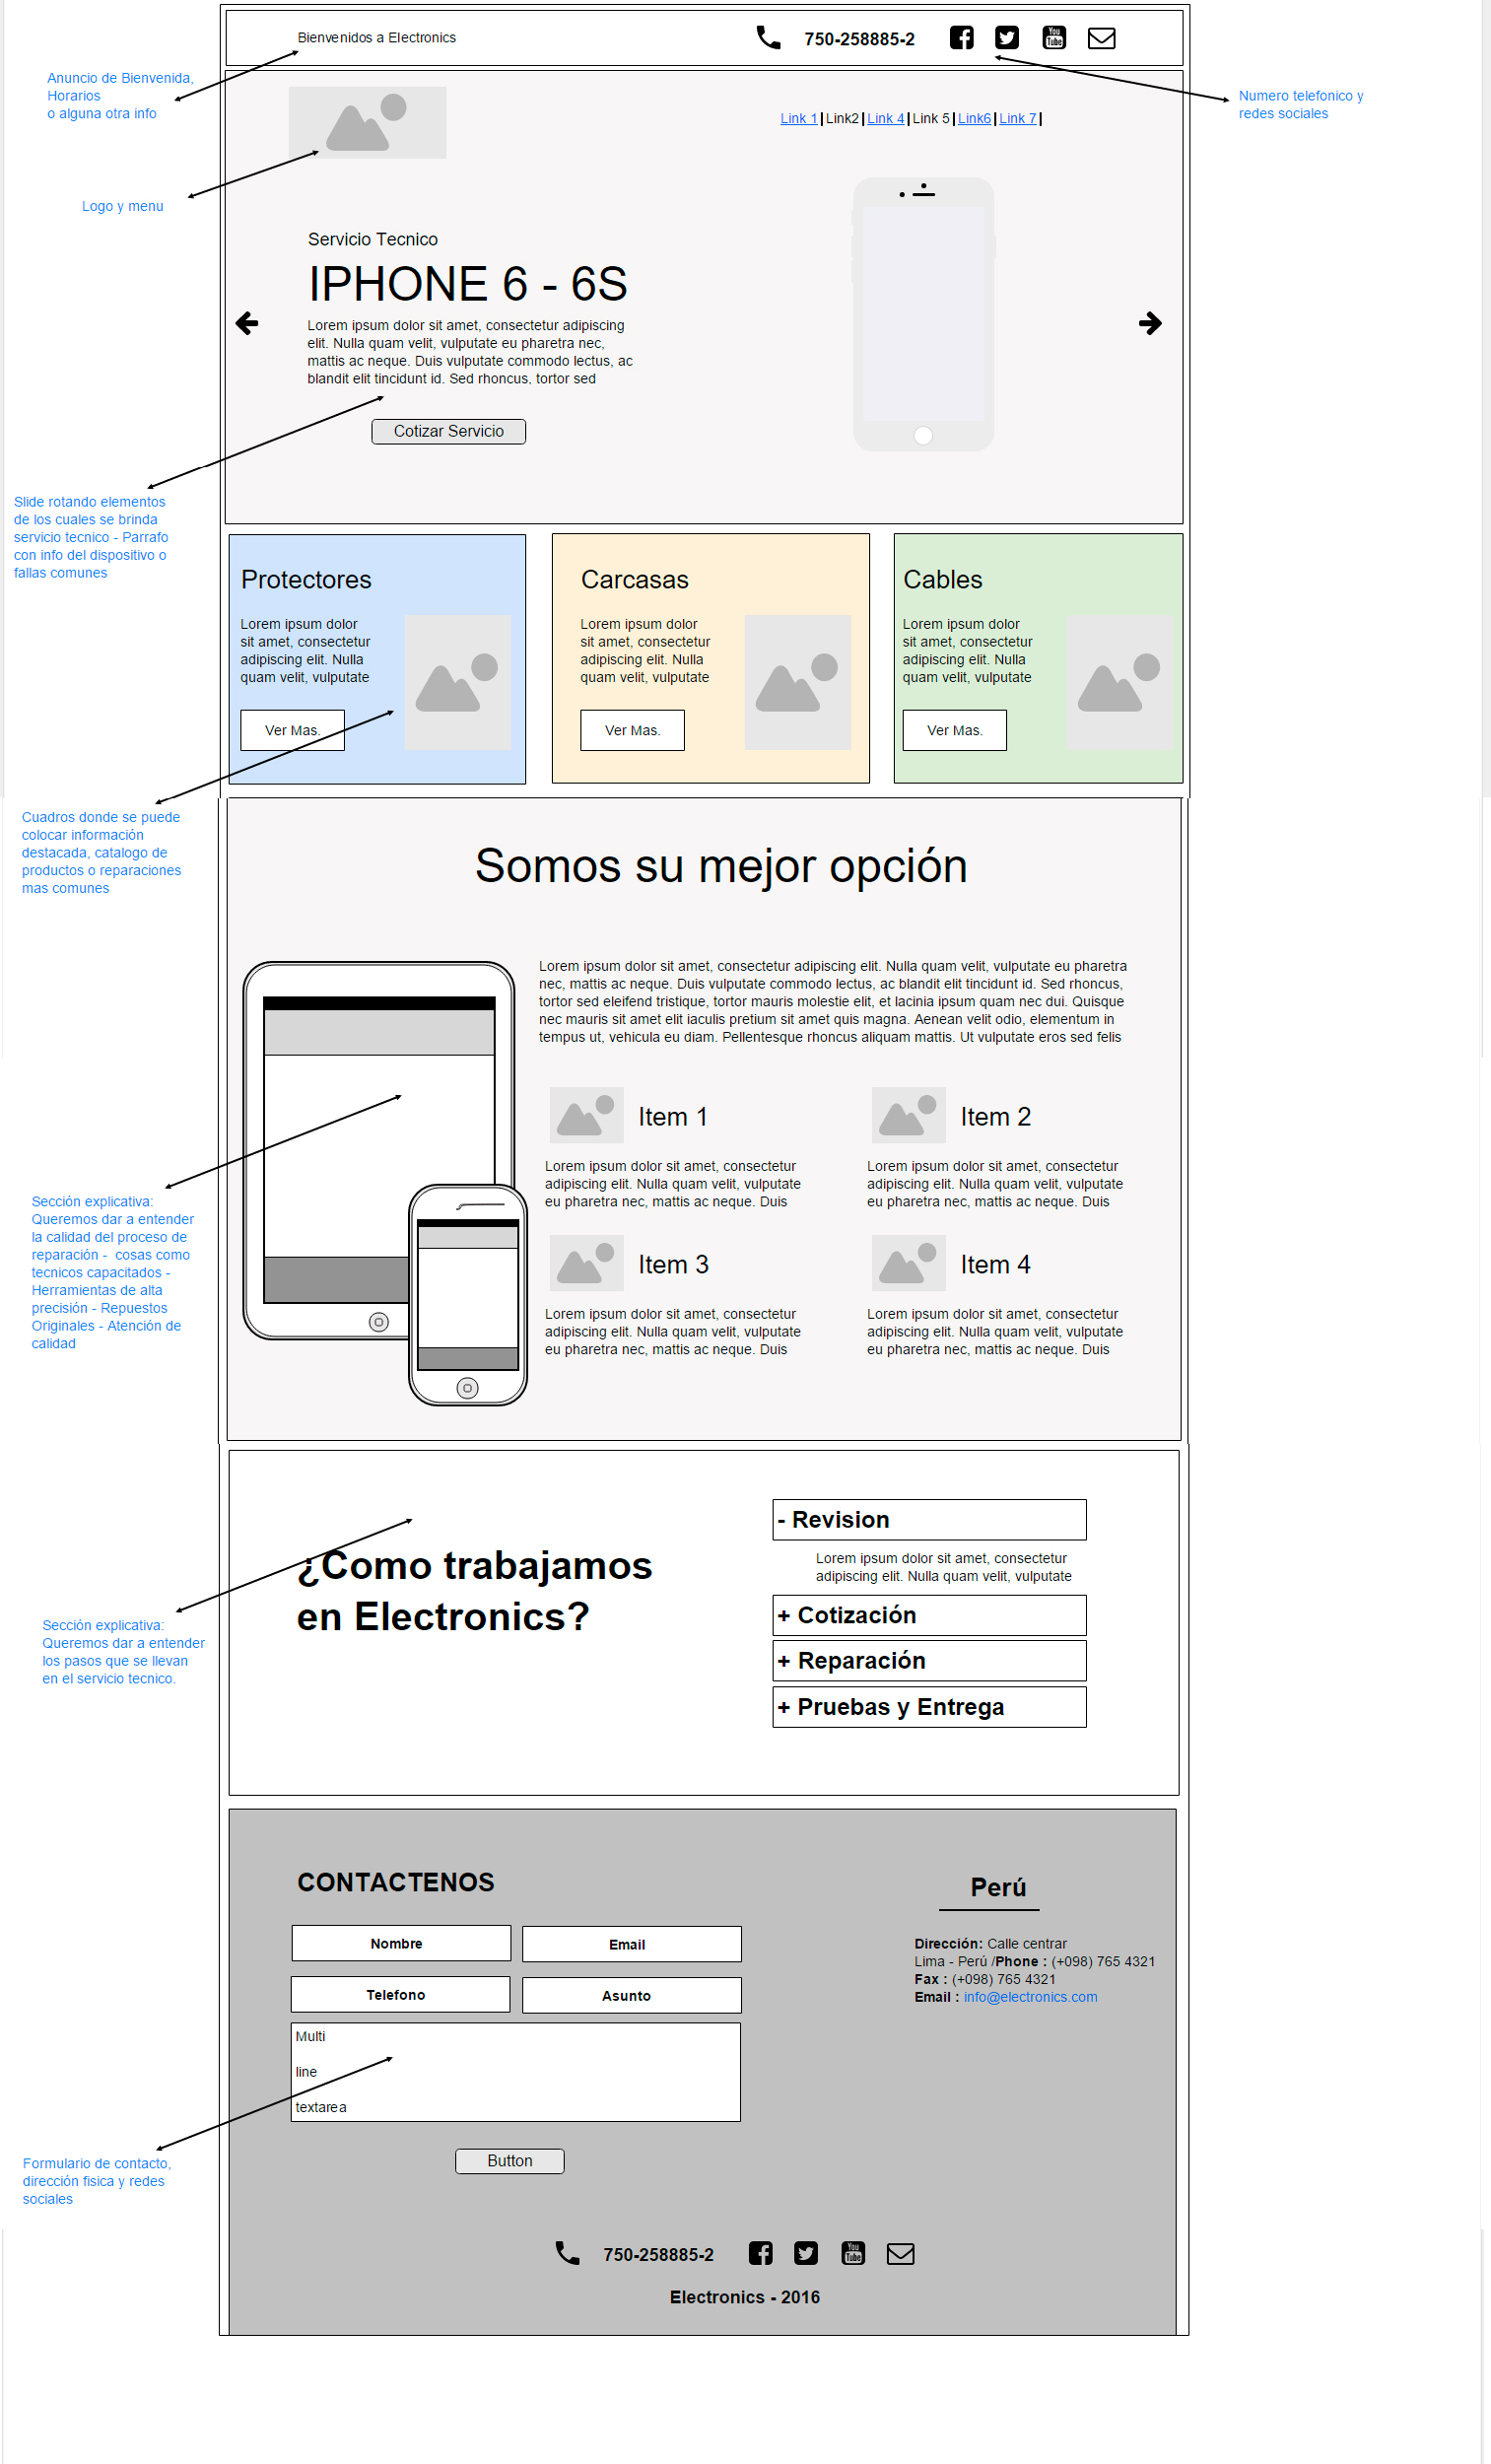 Bienvenidos a Electronics
750-258885-2
Anuncio de Bienvenida,
Horarios
o alguna otra info
Numero telefonico y
redes sociales
Link 1 | Link2 | Link 4 | Link 5 | Link6 | Link 7 |
Logo y menu
Servicio Tecnico
IPHONE 6 - 6S
Lorem ipsum dolor sit amet, consectetur adipiscing
elit. Nulla quam velit, vulputate eu pharetra nec,
mattis ac neque. Duis vulputate commodo lectus, ac
blandit elit tincidunt id. Sed rhoncus, tortor sed
Cotizar Servicio
Slide rotando elementos
de los cuales se brinda
servicio tecnico - Parrafo
con info del dispositivo o
fallas comunes
Protectores
Lorem ipsum dolor
sit amet, consectetur
adipiscing elit. Nulla
quam velit, vulputate
Ver Mas.
Carcasas
Lorem ipsum dolor
sit amet, consectetur
adipiscing elit. Nulla
quam velit, vulputate
Ver Mas.
Cables
Lorem ipsum dolor
sit amet, consectetur
adipiscing elit. Nulla
quam velit, vulputate
Ver Mas.
Cuadros donde se puede
colocar información
destacada, catalogo de
productos o reparaciones
mas comunes
Somos su mejor opción
Lorem ipsum dolor sit amet, consectetur adipiscing elit. Nulla quam velit, vulputate eu pharetra
nec, mattis ac neque. Duis vulputate commodo lectus, ac blandit elit tincidunt id. Sed rhoncus,
tortor sed eleifend tristique, tortor mauris molestie elit, et lacinia ipsum quam nec dui. Quisque
nec mauris sit amet elit iaculis pretium sit amet quis magna. Aenean velit odio, elementum in
tempus ut, vehicula eu diam. Pellentesque rhoncus aliquam mattis. Ut vulputate eros sed felis
Item 1
Lorem ipsum dolor sit amet, consectetur
adipiscing elit. Nulla quam velit, vulputate
eu pharetra nec, mattis ac neque. Duis
Item 2
Lorem ipsum dolor sit amet, consectetur
adipiscing elit. Nulla quam velit, vulputate
eu pharetra nec, mattis ac neque. Duis
Item 3
Lorem ipsum dolor sit amet, consectetur
adipiscing elit. Nulla quam velit, vulputate
eu pharetra nec, mattis ac neque. Duis
Item 4
Lorem ipsum dolor sit amet, consectetur
adipiscing elit. Nulla quam velit, vulputate
eu pharetra nec, mattis ac neque. Duis
Sección explicativa:
Queremos dar a entender
la calidad del proceso de
reparación - cosas como
tecnicos capacitados -
Herramientas de alta
precisión - Repuestos
Originales - Atención de
calidad
¿Como trabajamos
en Electronics?
- Revision
Lorem ipsum dolor sit amet, consectetur
adipiscing elit. Nulla quam velit, vulputate
+ Cotización
+ Reparación
+ Pruebas y Entrega
Sección explicativa:
Queremos dar a entender
los pasos que se llevan
en el servicio tecnico.
CONTACTENOS
Nombre
Email
Telefono
Asunto
Multi
line
textarea
Button
Perú
Dirección: Calle centrar
Lima - Perú /Phone : (+098) 765 4321
Fax : (+098) 765 4321
Email : info@electronics.com
Formulario de contacto,
dirección fisica y redes
sociales
750-258885-2
You Tube
Electronics - 2016